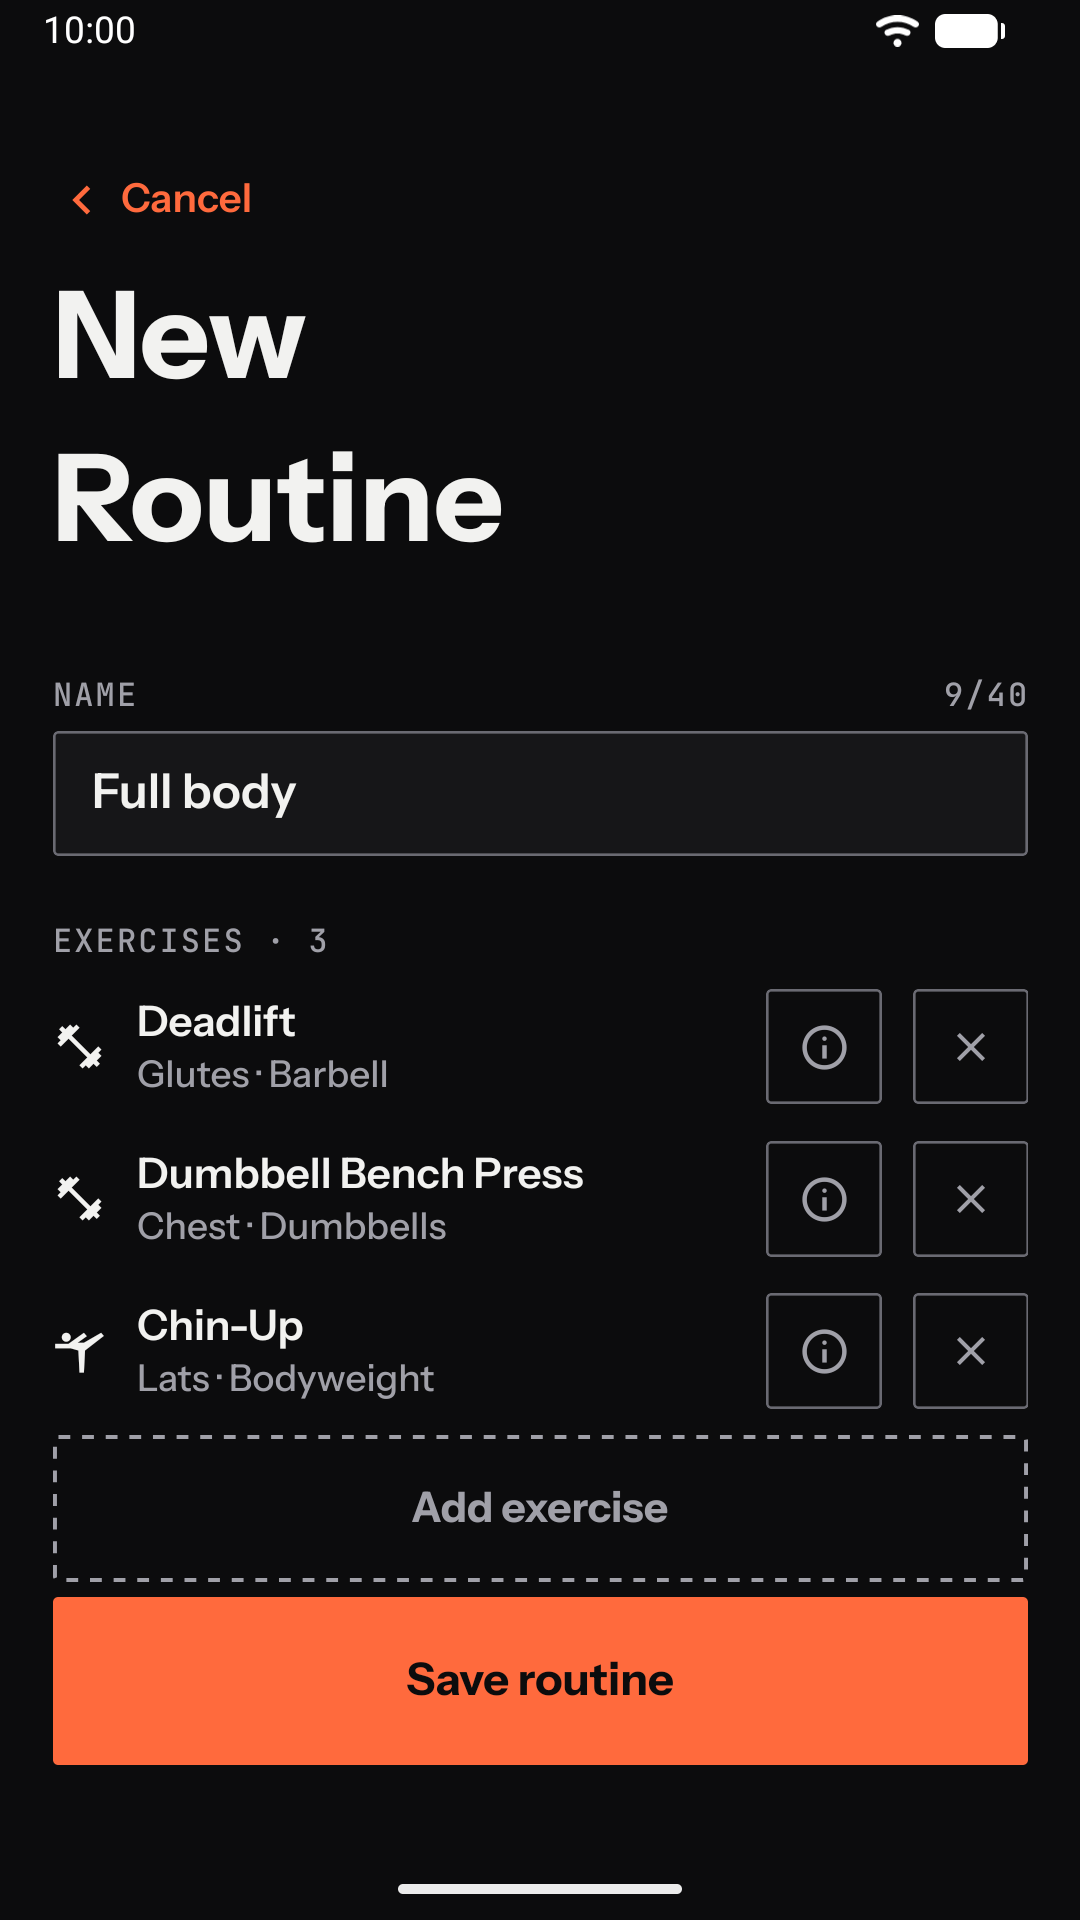 10:00
Cancel
New
Routine
NAME
9/40
Full body
EXERCISES · 3
Deadlift
Glutes · Barbell
Dumbbell Bench Press
Chest · Dumbbells
Chin-Up
Lats · Bodyweight
Add exercise
Save routine